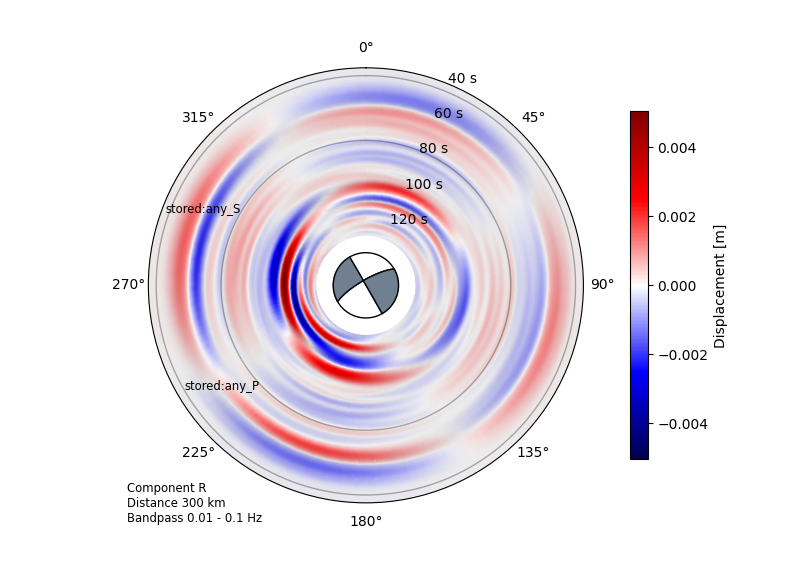 0°
40 s
315°
60 s
45°
80 s
0.004
100 s
stored:any_S
120 s
0.002
270°
90°
0.000
Displacement [m]
−0.002
stored:any_P
−0.004
225°
135°
Component R
Distance 300 km
Bandpass 0.01 - 0.1 Hz
180°